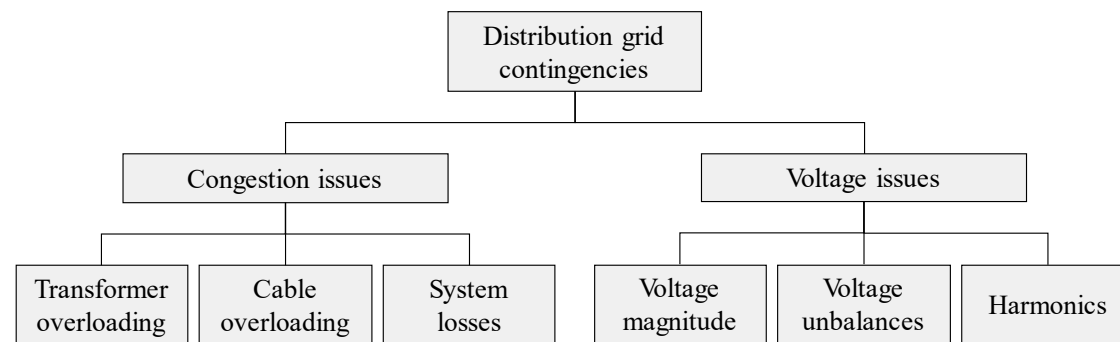 Distribution grid
contingencies
Congestion issues
Voltage issues
Transformer
overloading
Cable
overloading
System
losses
Voltage
magnitude
Voltage
unbalances
Harmonics